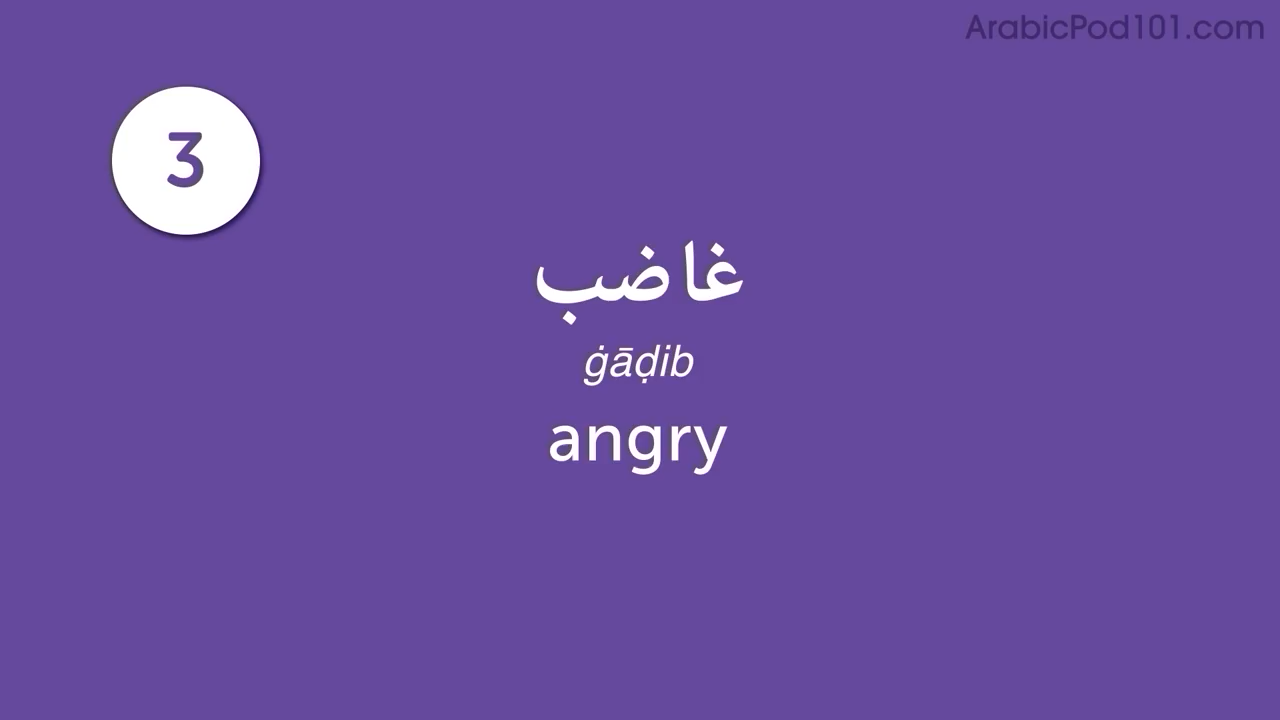 ArabicPod101.com
3
غاضب
ġāḍib
angry